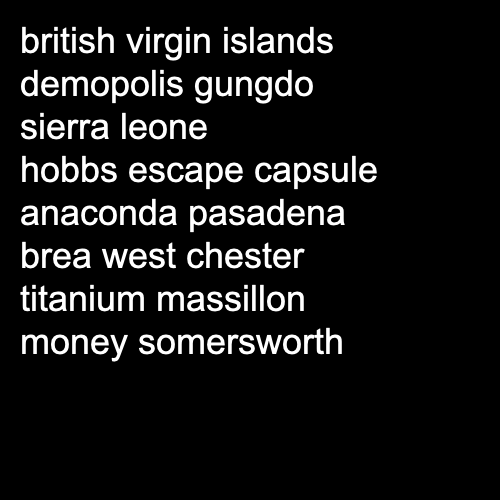 british virgin islands
demopolis gungdo
sierra leone
hobbs escape capsule
anaconda pasadena
brea west chester
titanium massillon
money somersworth